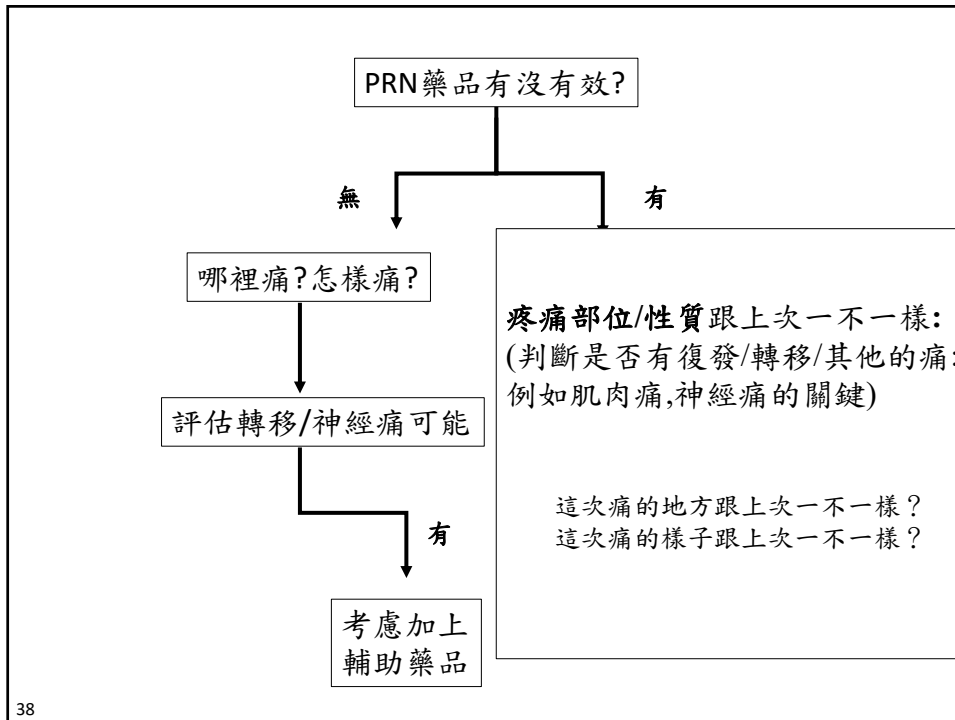 PRN藥品有沒有效?
無
有
哪裡痛?怎樣痛?
評估轉移/神經痛可能
有
考慮加上
輔助藥品
疼痛部位/性質跟上次一不一樣:
(判斷是否有復發/轉移/其他的痛:
例如肌肉痛,神經痛的關鍵)
這次痛的地方跟上次一不一樣？
這次痛的樣子跟上次一不一樣？
38